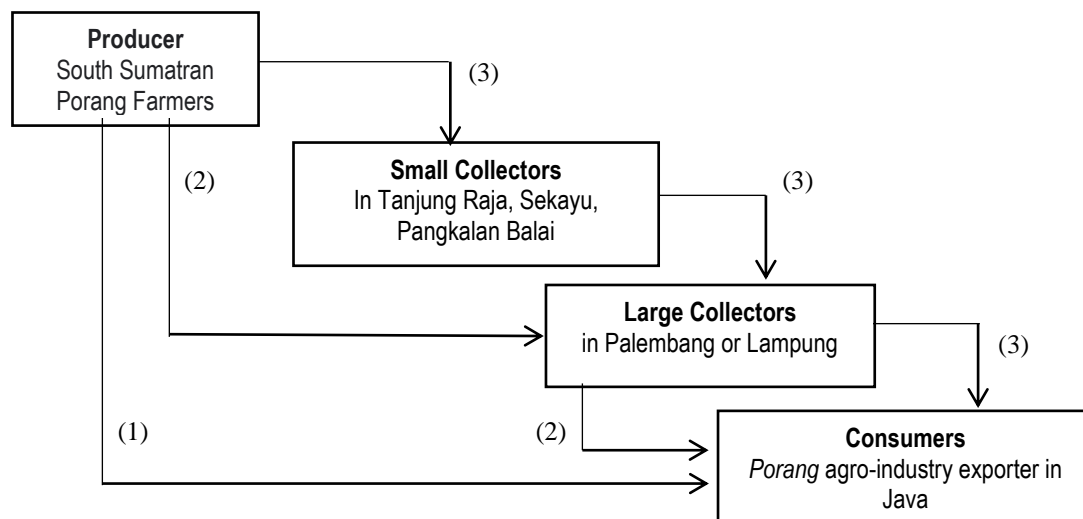 Producer
South Sumatran
Porang Farmers
(3)
Small Collectors
In Tanjung Raja, Sekayu,
Pangkalan Balai
(2)
(3)
Large Collectors
in Palembang or Lampung
(3)
(1)
(2)
Consumers
Porang agro-industry exporter in
Java